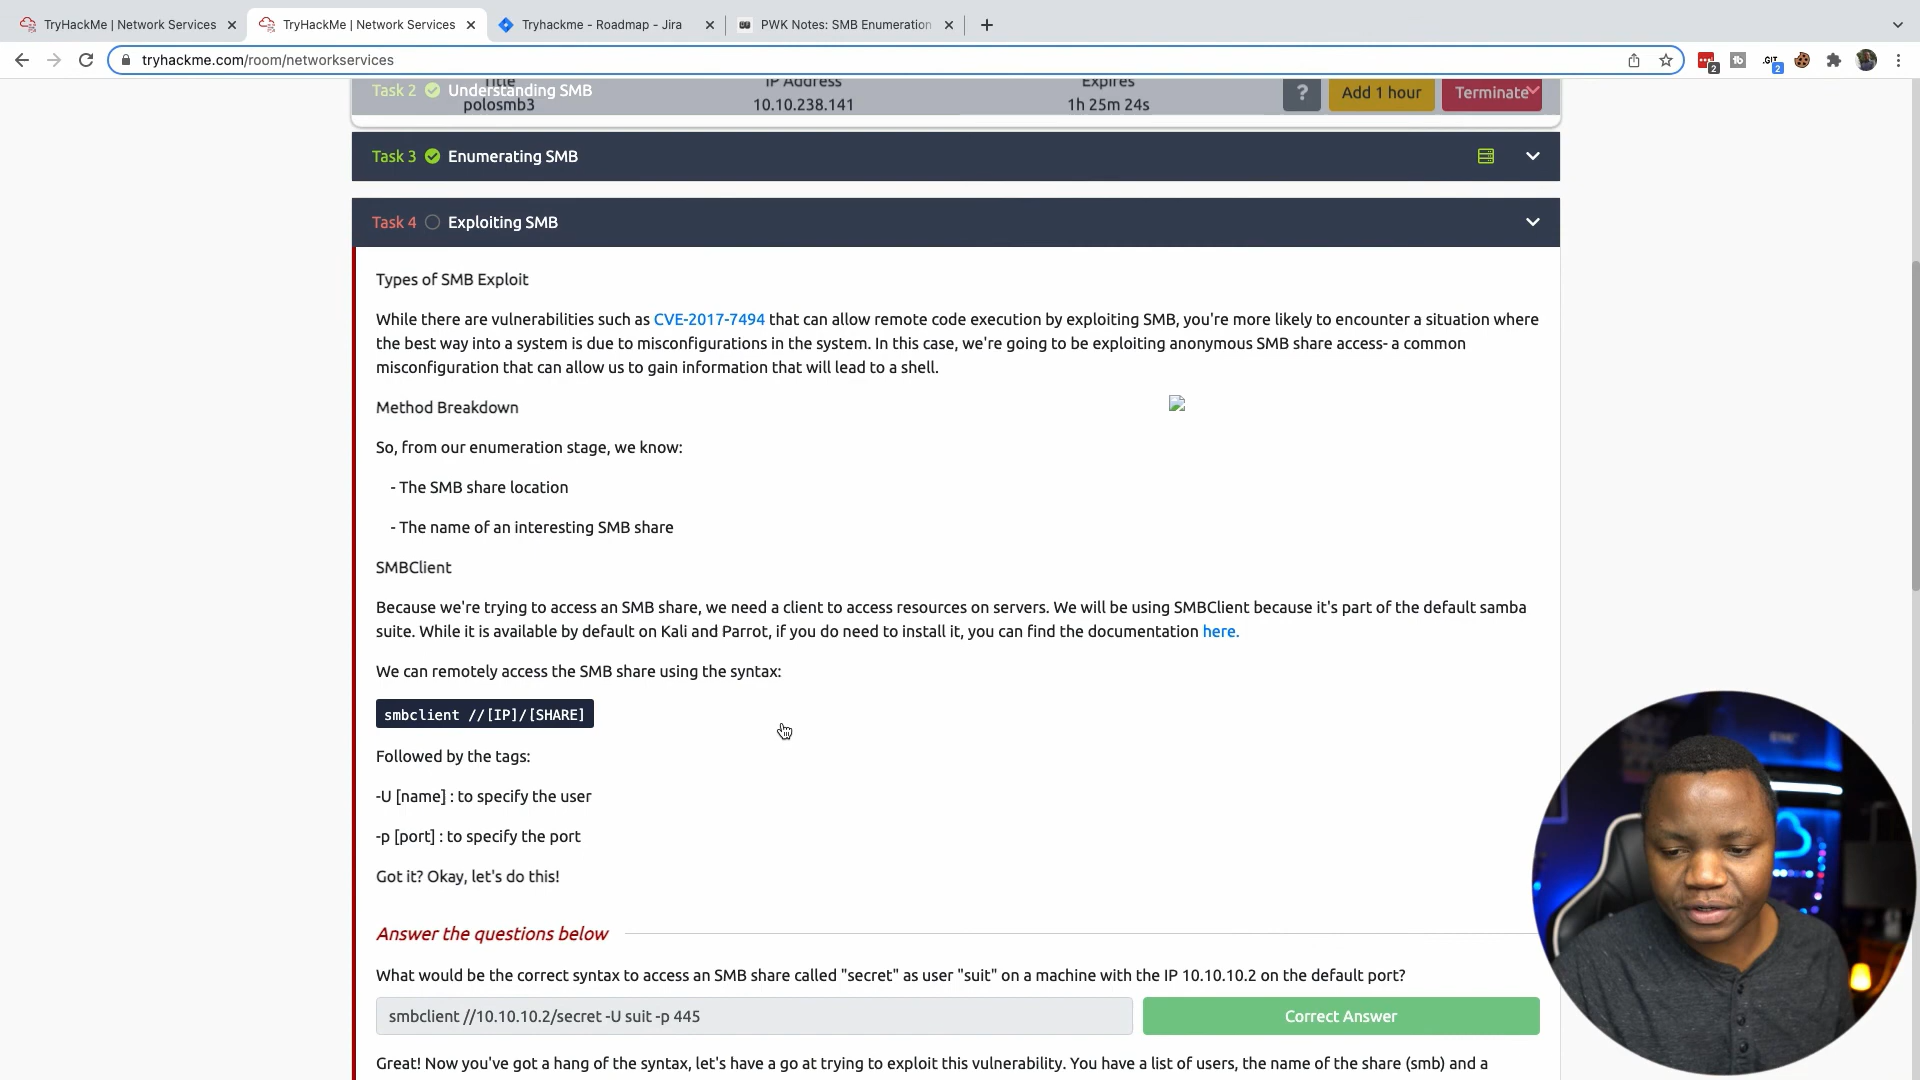 TryHackMe | Network Services
TryHackMe | Network Services
Tryhackme - Roadmap - Jira
PWK Notes: SMB Enumeration
tryhackme.com/room/networkservices
2
2
Title IP Address Expires
Task 2 Understanding SMB
polosmb3 10.10.238.141 1h 25m 24s
? Add 1 hour Terminate
Task 3 Enumerating SMB
Task 4 Exploiting SMB
Types of SMB Exploit
While there are vulnerabilities such as CVE-2017-7494 that can allow remote code execution by exploiting SMB, you're more likely to encounter a situation where
the best way into a system is due to misconfigurations in the system. In this case, we're going to be exploiting anonymous SMB share access- a common
misconfiguration that can allow us to gain information that will lead to a shell.
Method Breakdown
So, from our enumeration stage, we know:
- The SMB share location
- The name of an interesting SMB share
SMBClient
Because we're trying to access an SMB share, we need a client to access resources on servers. We will be using SMBClient because it's part of the default samba
suite. While it is available by default on Kali and Parrot, if you do need to install it, you can find the documentation here.
We can remotely access the SMB share using the syntax:
smbclient //[IP]/[SHARE]
Followed by the tags:
-U [name] : to specify the user
-p [port] : to specify the port
Got it? Okay, let's do this!
Answer the questions below
What would be the correct syntax to access an SMB share called "secret" as user "suit" on a machine with the IP 10.10.10.2 on the default port?
smbclient //10.10.10.2/secret -U suit -p 445
Correct Answer
Great! Now you've got a hang of the syntax, let's have a go at trying to exploit this vulnerability. You have a list of users, the name of the share (smb) and a